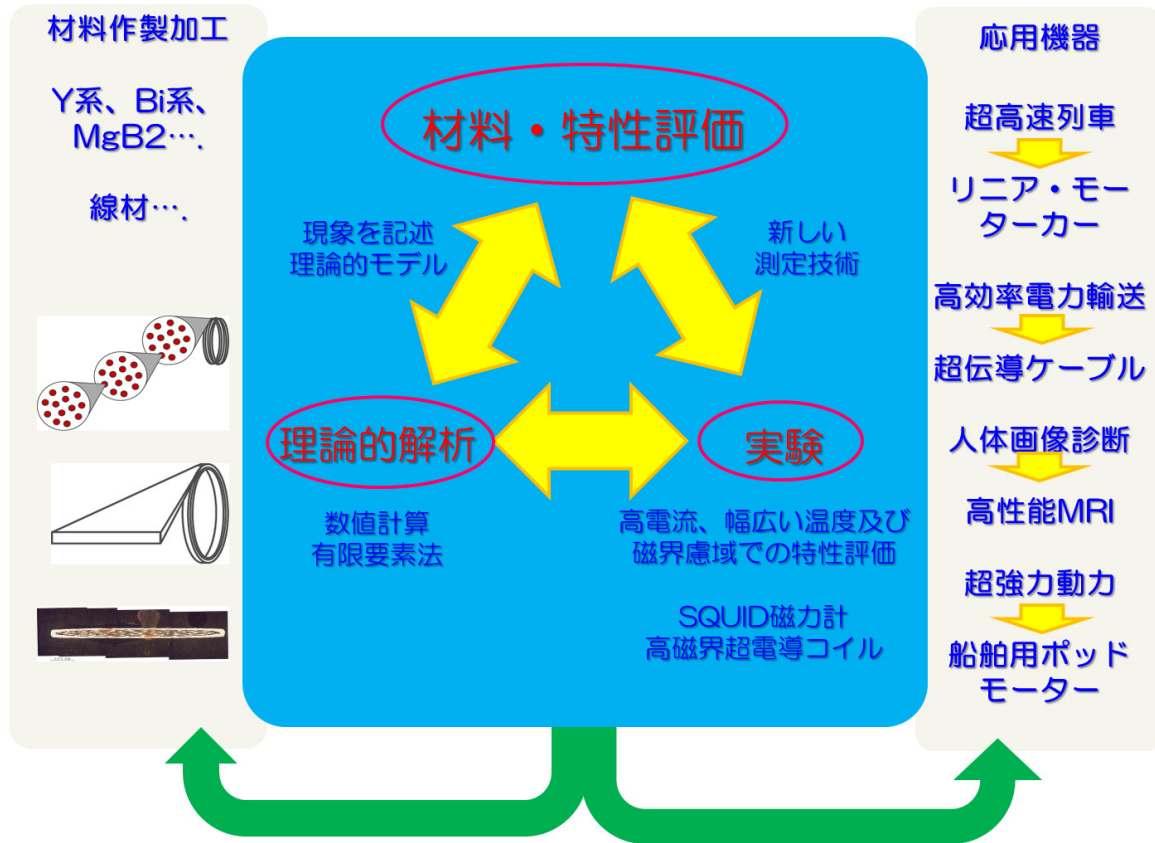 材料作製加工
Y系、Bi系、
MgB2….
線材….
材料・特性評価
現象を記述
理論的モデル
新しい
測定技術
理論的解析
実験
数値計算
有限要素法
高電流、幅広い温度及び
磁界慮域での特性評価
SQUID磁力計
高磁界超電導コイル
応用機器
超高速列車
リニア・モー
ターカー
高効率電力輸送
超伝導ケーブル
人体画像診断
高性能MRI
超強力動力
船舶用ポッド
モーター